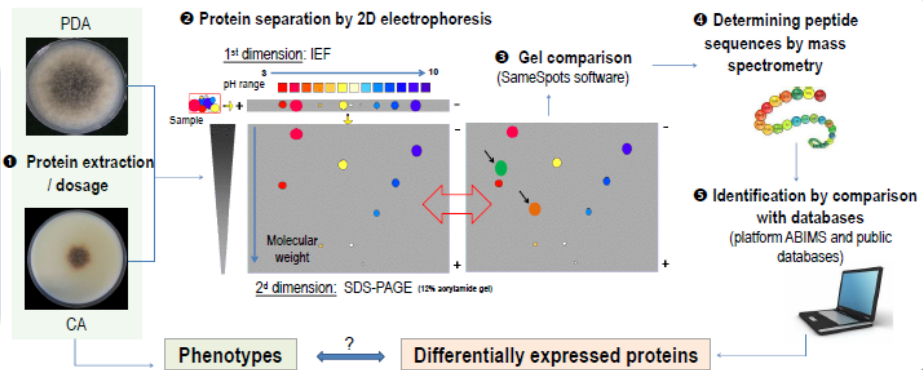 PDA
❶ Protein extraction
/ dosage
CA
❷ Protein separation by 2D electrophoresis
1st dimension: IEF
3
10
pH range
Sample
+
-
-
Molecular
weight
+
2d dimension: SDS-PAGE (12% acrylamide gel)
❸ Gel comparison
(SameSpots software)
-
+
❹ Determining peptide
sequences by mass
spectrometry
❺ Identification by comparison
with databases
(platform ABIMS and public
databases)
Phenotypes
?
Differentially expressed proteins